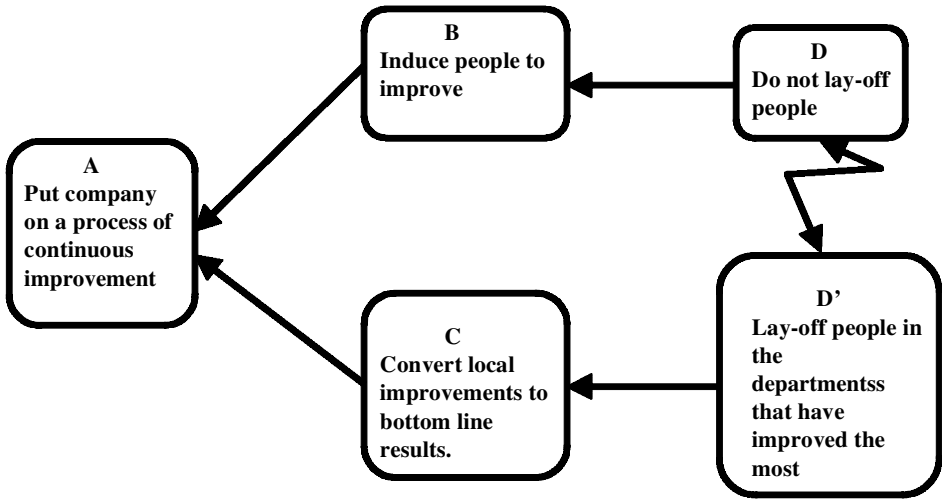 B
Induce people to
improve
D
Do not lay-off
people
A
Put company
on a process of
continuous
improvement
C
Convert local
improvements to
bottom line
results.
D’
Lay-off people in
the
departmentss
that have
improved the
most